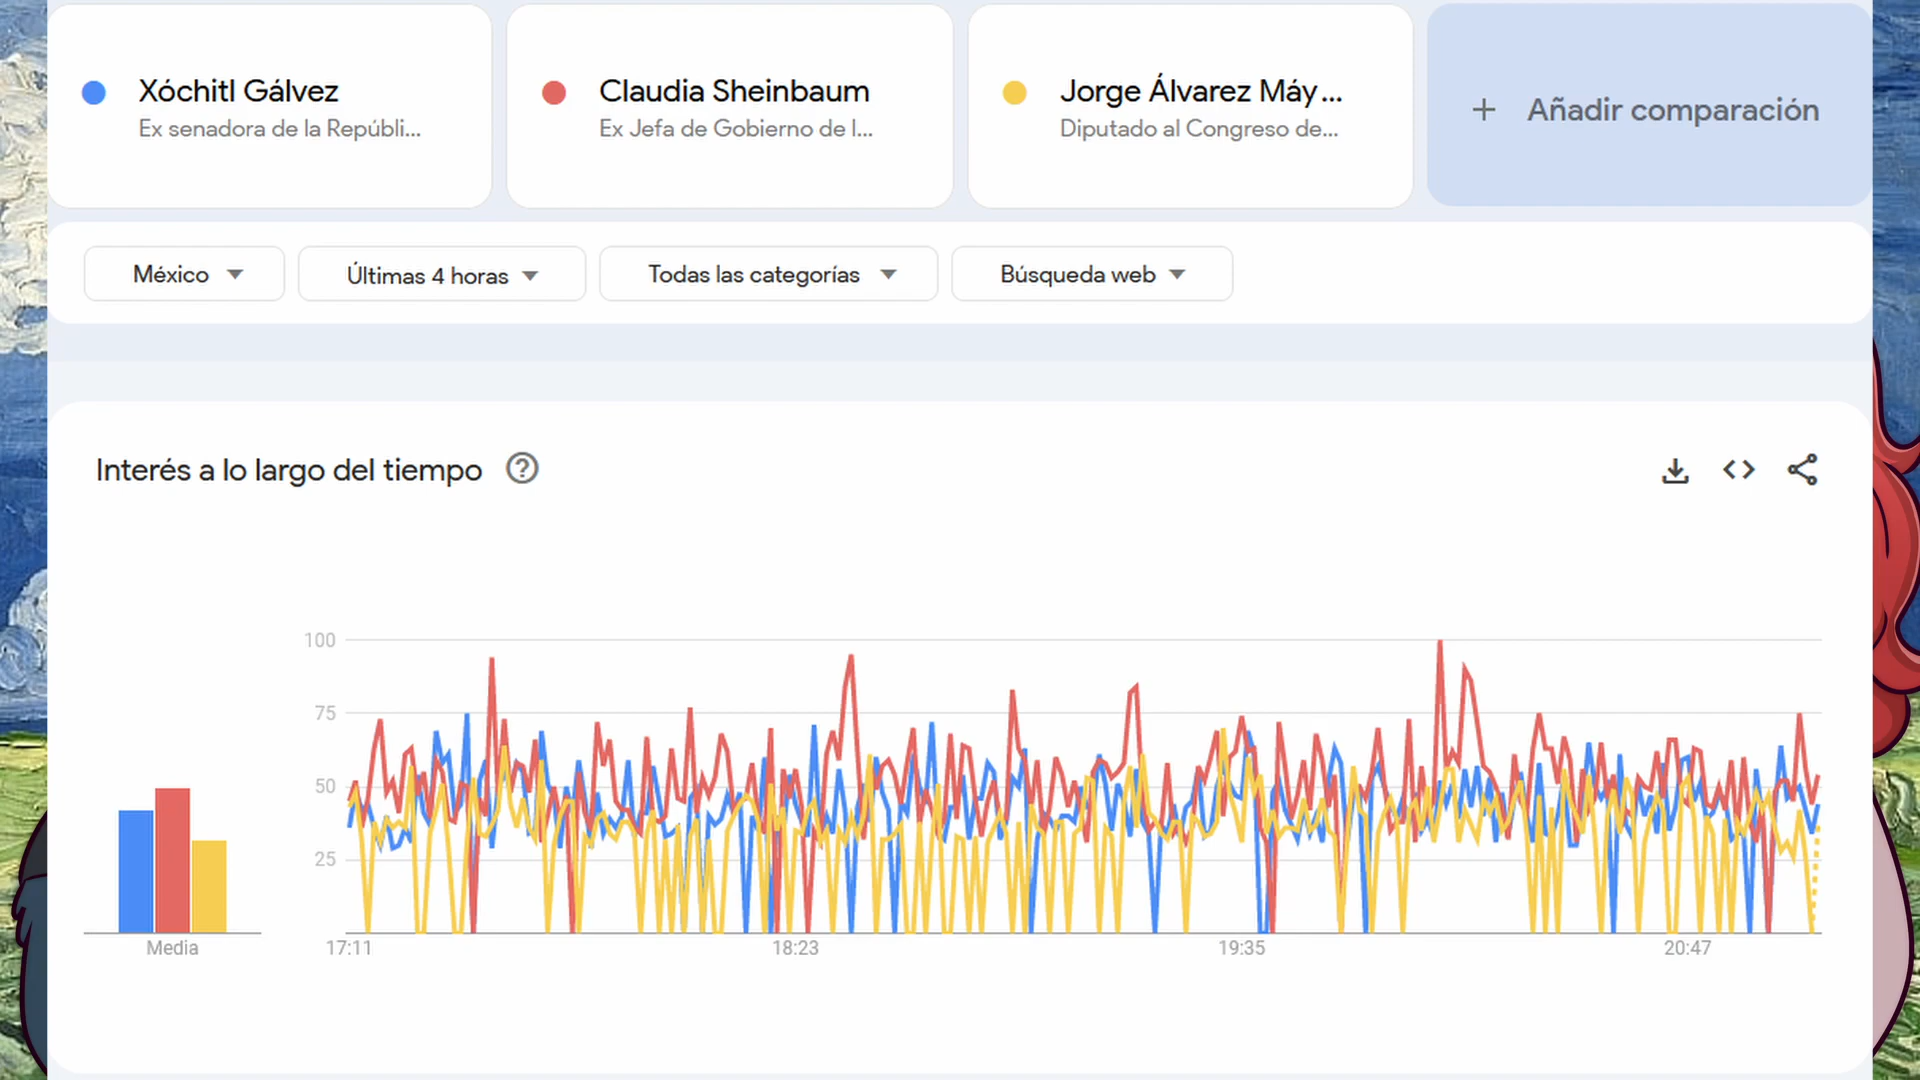 Xóchitl Gálvez
Ex senadora de la Repúbli...
Claudia Sheinbaum
Ex Jefa de Gobierno de l...
Jorge Álvarez Máy...
Diputado al Congreso de...
+ Añadir comparación
México
Últimas 4 horas
Todas las categorías
Búsqueda web
Interés a lo largo del tiempo
100
75
50
25
Media
17:11
18:23
19:35
20:47